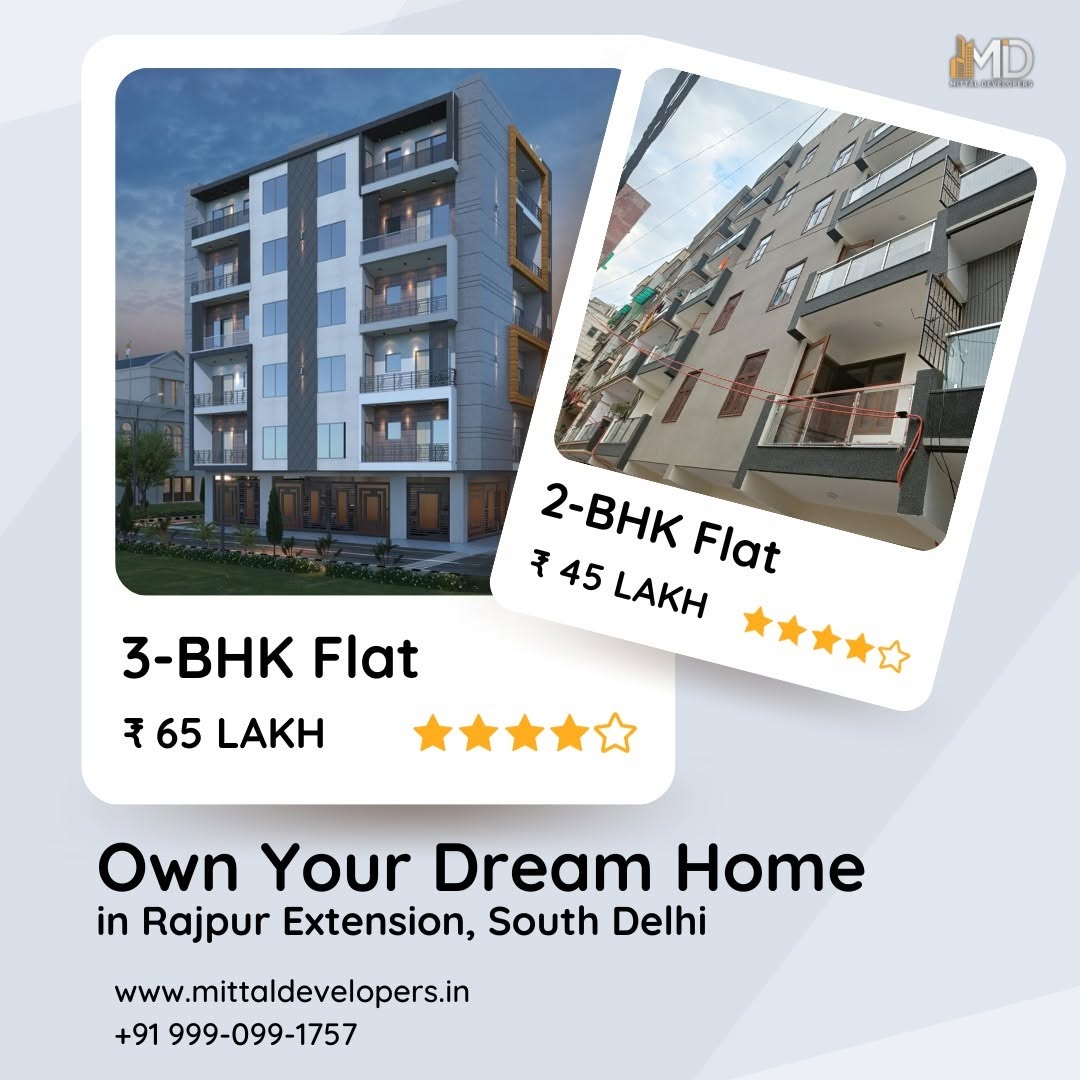 MD
MITTAL DEVELOPERS
2-BHK Flat
₹ 45 LAKH
3-BHK Flat
₹ 65 LAKH
Own Your Dream Home
in Rajpur Extension, South Delhi
www.mittaldevelopers.in
+91 999-099-1757